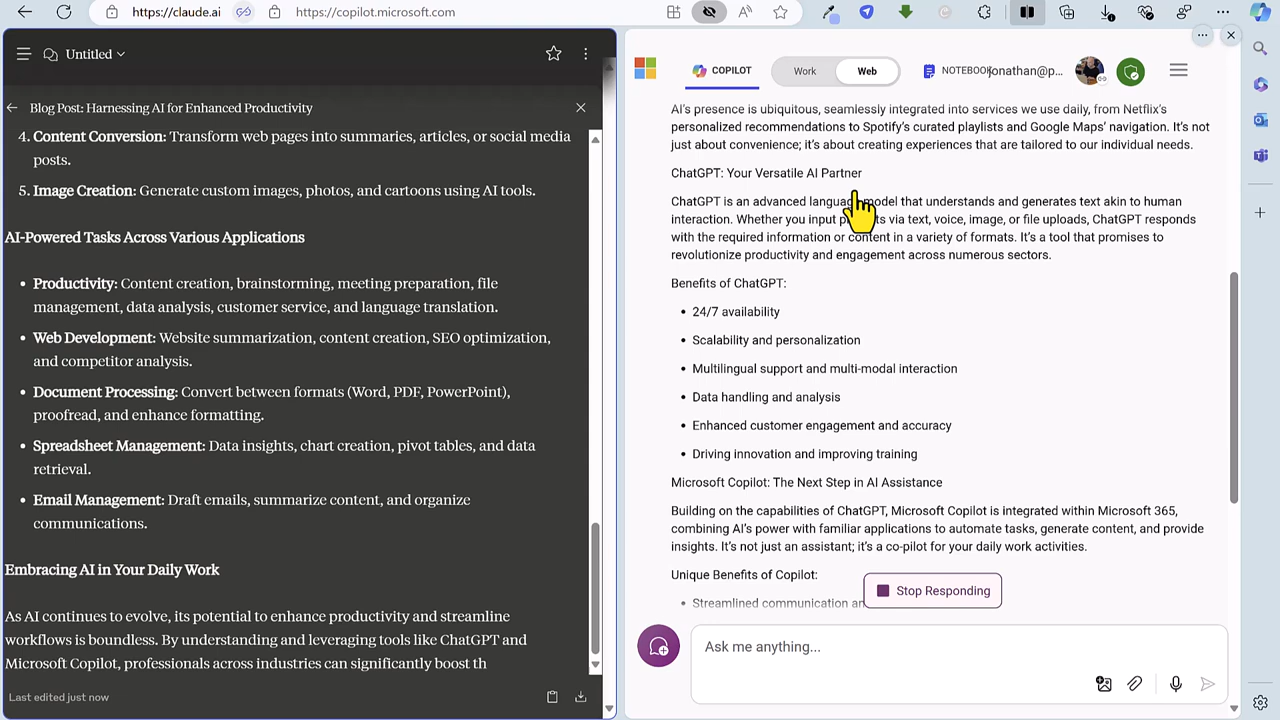 https://claude.ai
https://copilot.microsoft.com
Untitled
Blog Post: Harnessing AI for Enhanced Productivity
4. Content Conversion: Transform web pages into summaries, articles, or social media
posts.
5. Image Creation: Generate custom images, photos, and cartoons using AI tools.
AI-Powered Tasks Across Various Applications
• Productivity: Content creation, brainstorming, meeting preparation, file
management, data analysis, customer service, and language translation.
• Web Development: Website summarization, content creation, SEO optimization,
and competitor analysis.
• Document Processing: Convert between formats (Word, PDF, PowerPoint),
proofread, and enhance formatting.
• Spreadsheet Management: Data insights, chart creation, pivot tables, and data
retrieval.
• Email Management: Draft emails, summarize content, and organize
communications.
Embracing AI in Your Daily Work
As AI continues to evolve, its potential to enhance productivity and streamline
workflows is boundless. By understanding and leveraging tools like ChatGPT and
Microsoft Copilot, professionals across industries can significantly boost th
Last edited just now
COPILOT
Work
Web
NOTEBOOK
jonathan@p...
AI's presence is ubiquitous, seamlessly integrated into services we use daily, from Netflix's
personalized recommendations to Spotify's curated playlists and Google Maps' navigation. It's not
just about convenience; it's about creating experiences that are tailored to our individual needs.
ChatGPT: Your Versatile AI Partner
ChatGPT is an advanced language model that understands and generates text akin to human
interaction. Whether you input via text, voice, image, or file uploads, ChatGPT responds
with the required information or content in a variety of formats. It's a tool that promises to
revolutionize productivity and engagement across numerous sectors.
Benefits of ChatGPT:
• 24/7 availability
• Scalability and personalization
• Multilingual support and multi-modal interaction
• Data handling and analysis
• Enhanced customer engagement and accuracy
• Driving innovation and improving training
Microsoft Copilot: The Next Step in AI Assistance
Building on the capabilities of ChatGPT, Microsoft Copilot is integrated within Microsoft 365,
combining AI's power with familiar applications to automate tasks, generate content, and provide
insights. It's not just an assistant; it's a co-pilot for your daily work activities.
Unique Benefits of Copilot:
• Streamlined communication
Stop Responding
Ask me anything...